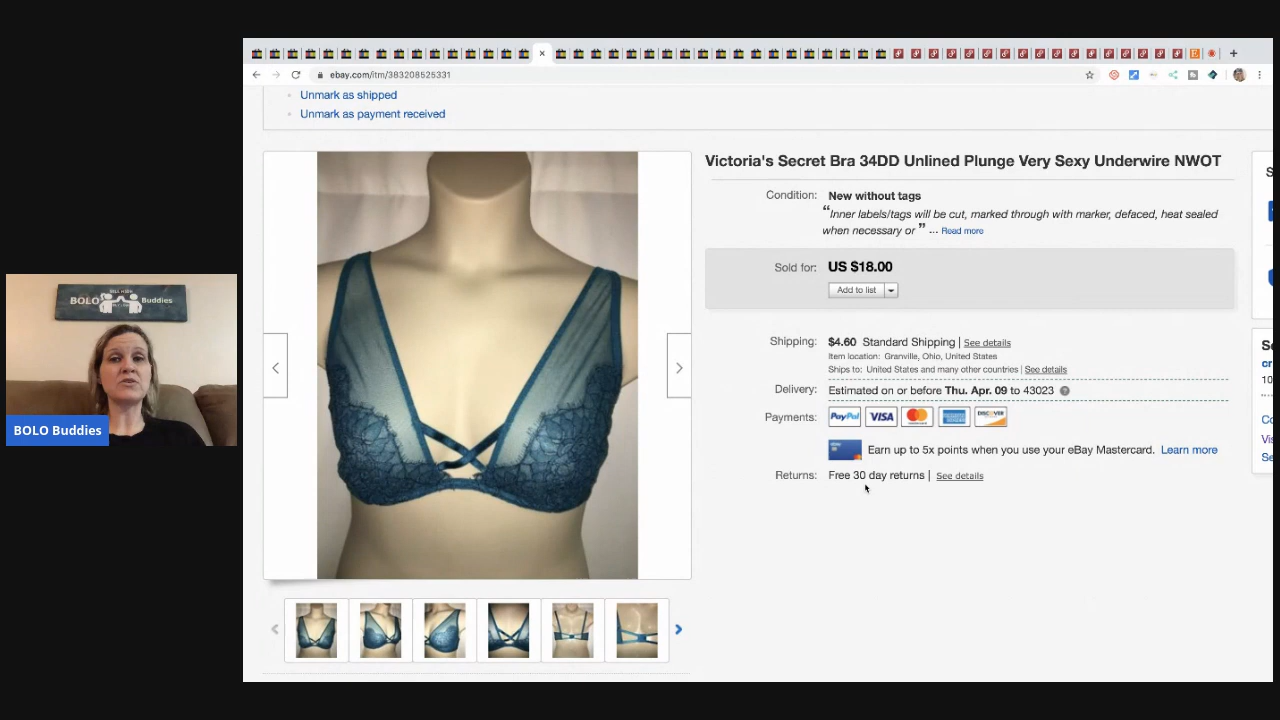 ebay.com/itm/383208525331
Unmark as shipped
Unmark as payment received
Victoria's Secret Bra 34DD Unlined Plunge Very Sexy Underwire NWOT
Condition: New without tags
“Inner labels/tags will be cut, marked through with marker, defaced, heat sealed
when necessary or ” ... Read more
Sold for: US $18.00
Add to list
Shipping: $4.60 Standard Shipping | See details
Item location: Granville, Ohio, United States
Ships to: United States and many other countries | See details
Delivery: Estimated on or before Thu. Apr. 09 to 43023
Payments: PayPal VISA DISCOVER
Earn up to 5x points when you use your eBay Mastercard. Learn more
Returns: Free 30 day returns | See details
BOLO Buddies
BOLO Buddies